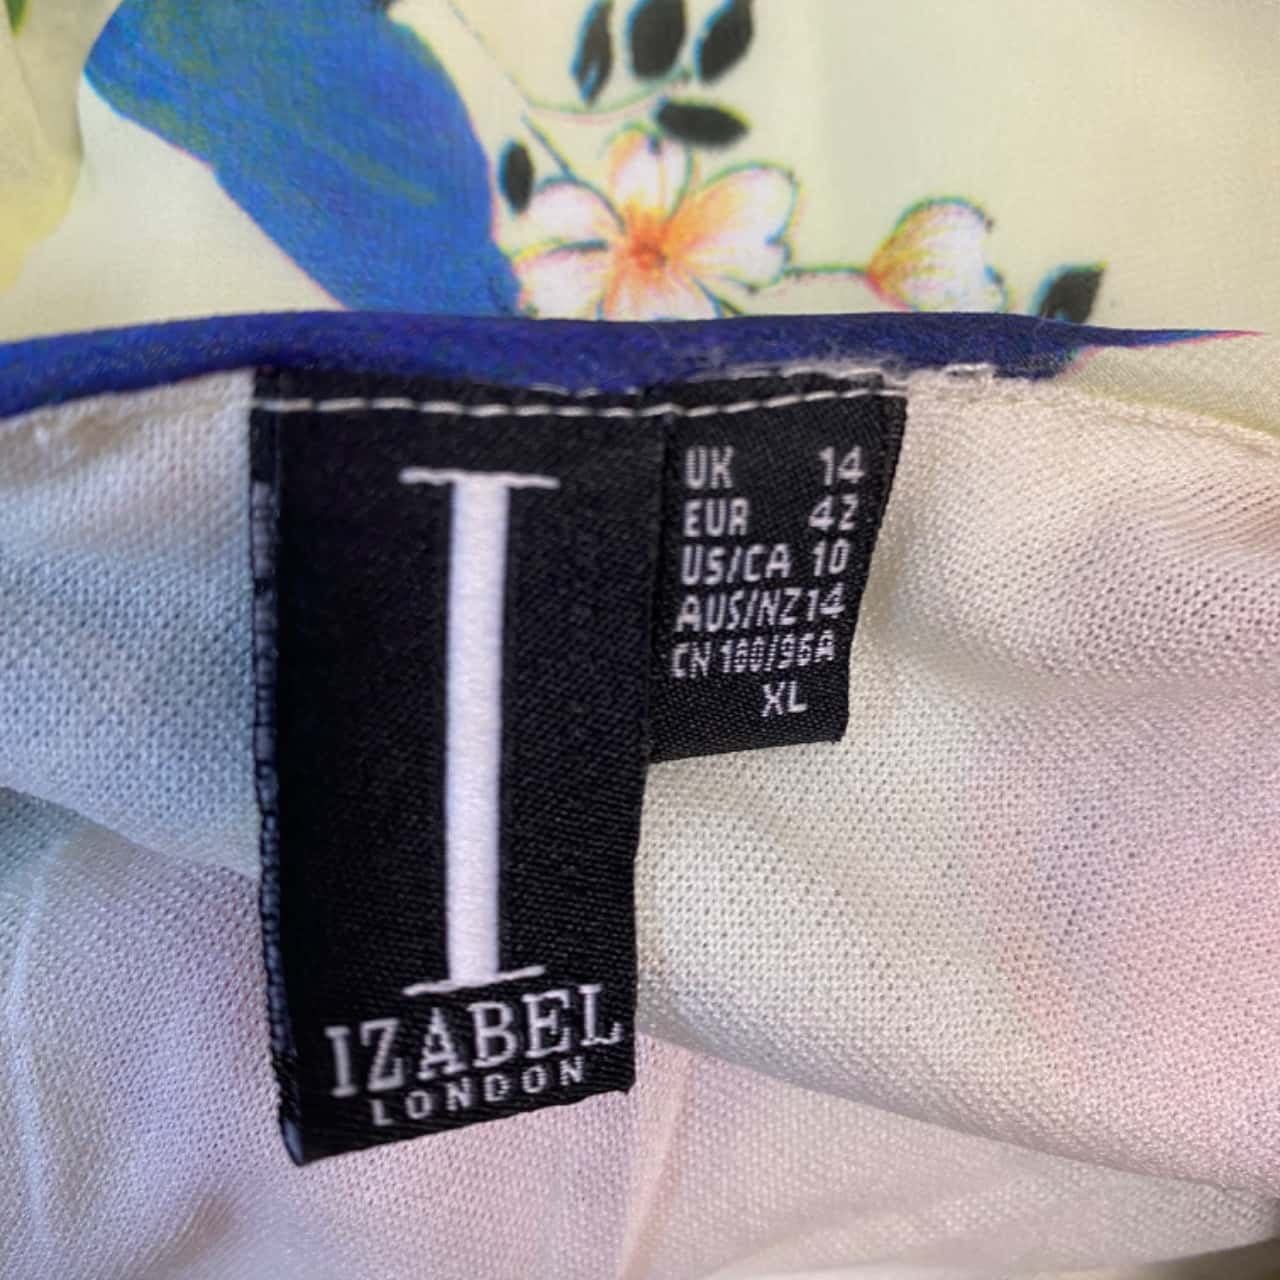 I
IZABEL
LONDON
UK 14
EUR 42
US/CA 10
AUS/NZ 14
CN 180/96A
XL